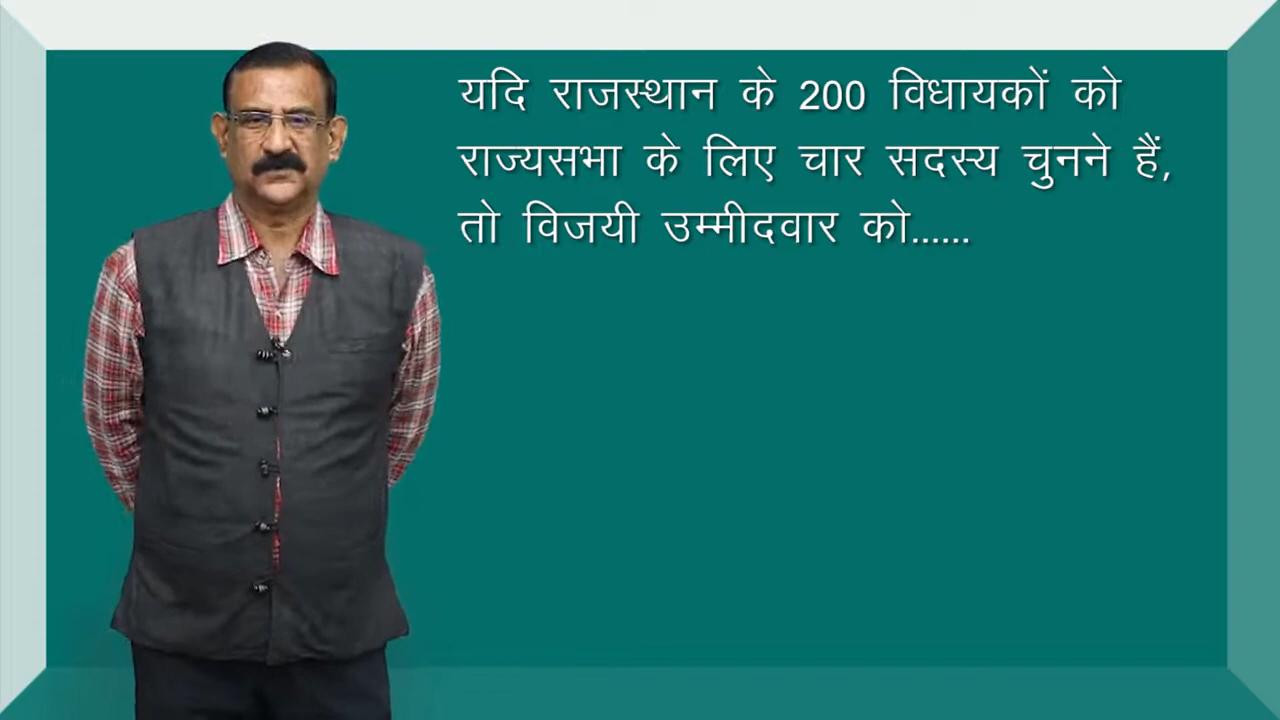 यदि राजस्थान के 200 विधायकों को
राज्यसभा के लिए चार सदस्य चुनने हैं,
तो विजयी उम्मीदवार को......